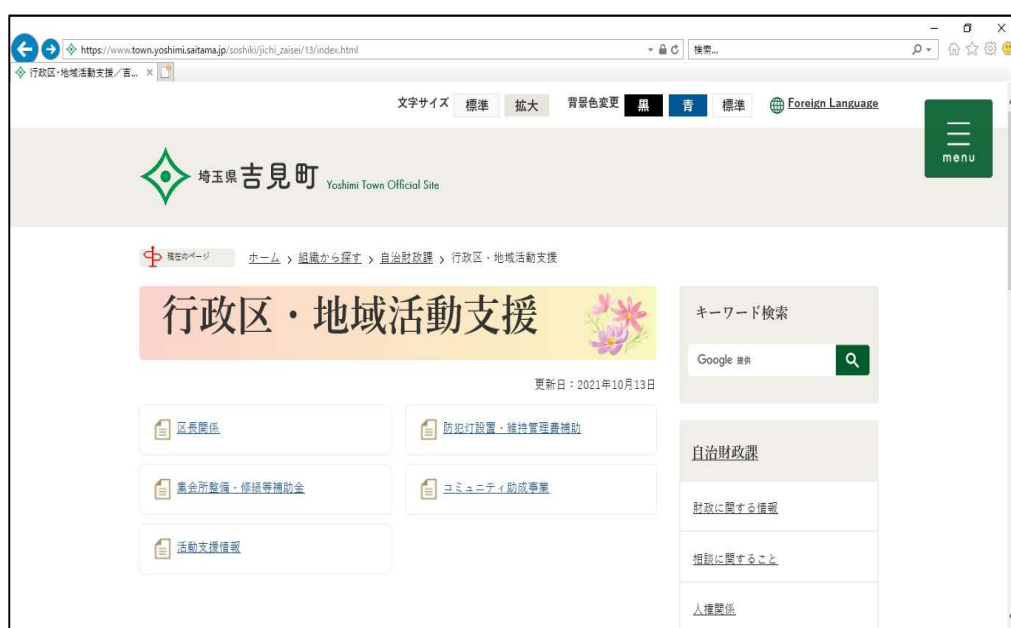 https://www.town.yoshimi.saitama.jp/soshiki/jichi_zaisei/13/index.html
検索...
行政区・地域活動支援/吉...
文字サイズ 標準 拡大 背景色変更 黒 青 標準 Foreign Language
menu
埼玉県 吉見町 Yoshimi Town Official Site
現在のページ ホーム > 組織から探す > 自治財政課 > 行政区・地域活動支援
行政区・地域活動支援
更新日:2021年10月13日
区長関係
防犯灯設置・維持管理費補助
集会所整備・修繕等補助金
コミュニティ助成事業
活動支援情報
キーワード検索
Google 提供
自治財政課
財政に関する情報
相談に関すること
人権関係